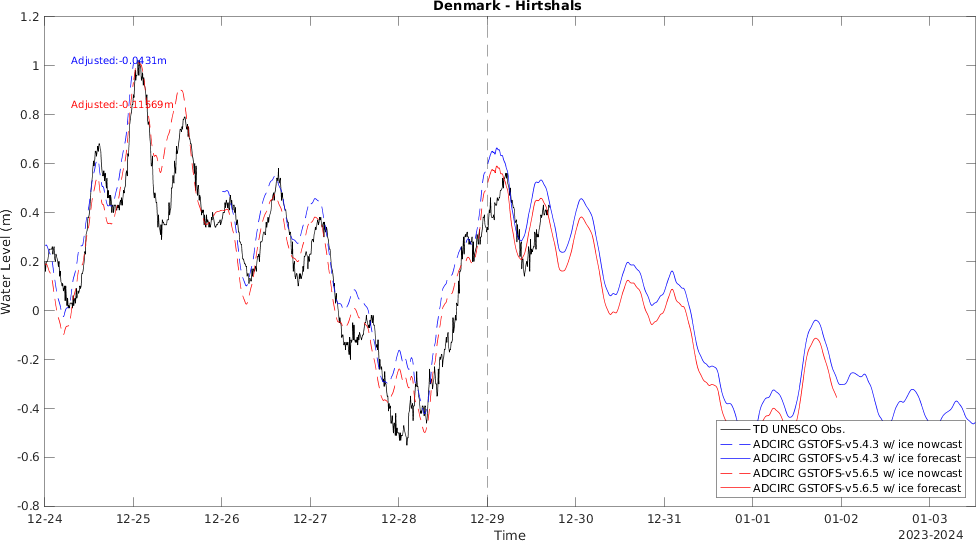 Denmark - Hirtshals
1.2
1
0.8
0.6
0.4
0.2
0
-0.2
-0.4
-0.6
-0.8
Water Level (m)
Adjusted:-0.0431m
Adjusted:-0.11569m
TD UNESCO Obs.
ADCIRC GSTOFS-v5.4.3 w/ ice nowcast
ADCIRC GSTOFS-v5.4.3 w/ ice forecast
ADCIRC GSTOFS-v5.6.5 w/ ice nowcast
ADCIRC GSTOFS-v5.6.5 w/ ice forecast
12-24 12-25 12-26 12-27 12-28 12-29 12-30 12-31 01-01 01-02 01-03
Time
2023-2024